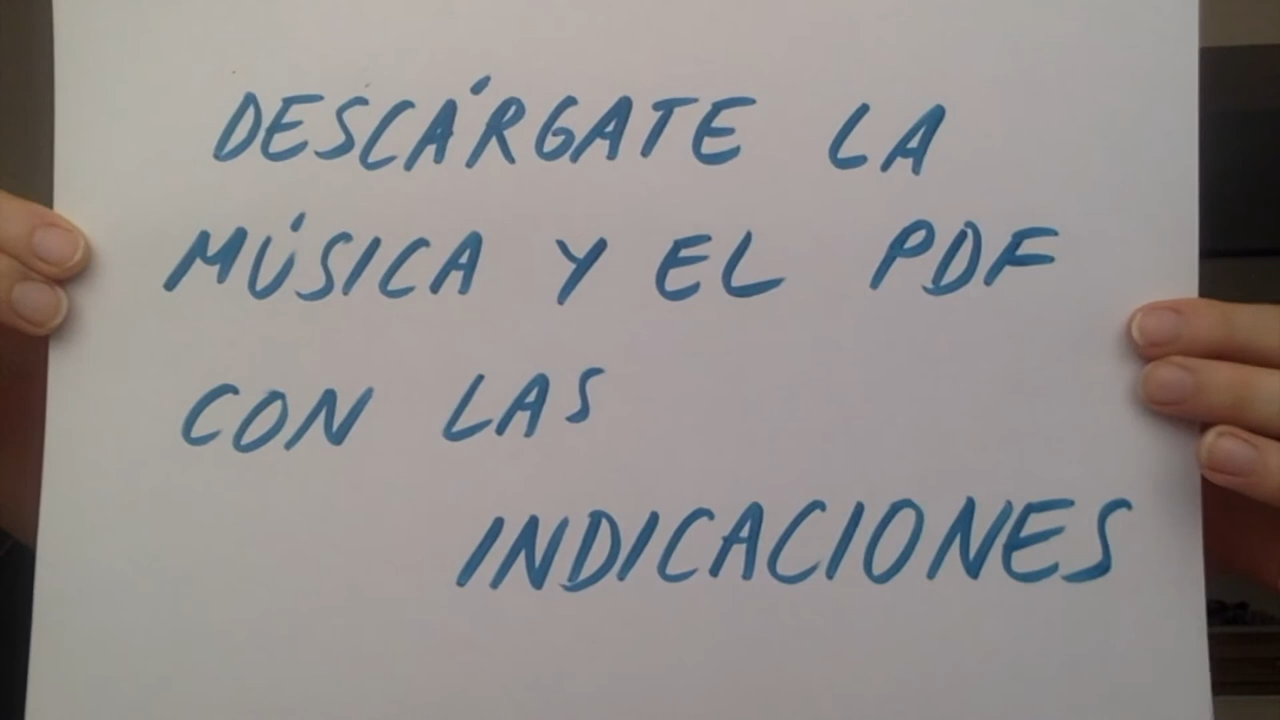 DESCÁRGATE LA
MÚSICA Y EL PDF
CON LAS
INDICACIONES